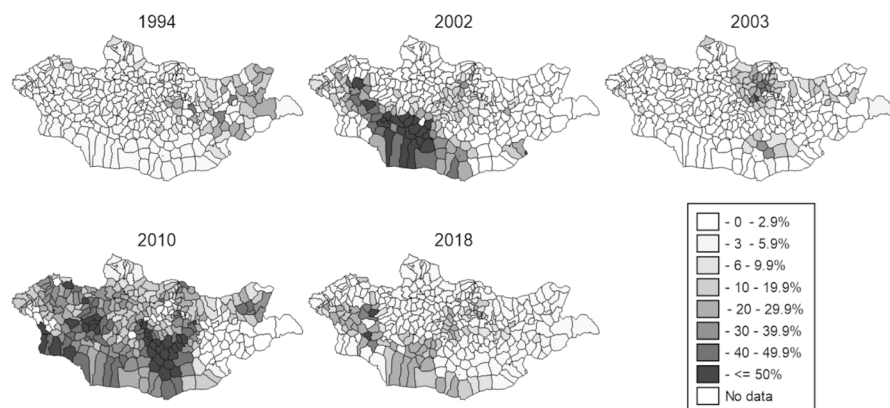 1994
2002
2003
2010
2018
- 0 - 2.9%
- 3 - 5.9%
- 6 - 9.9%
- 10 - 19.9%
- 20 - 29.9%
- 30 - 39.9%
- 40 - 49.9%
- <= 50%
No data